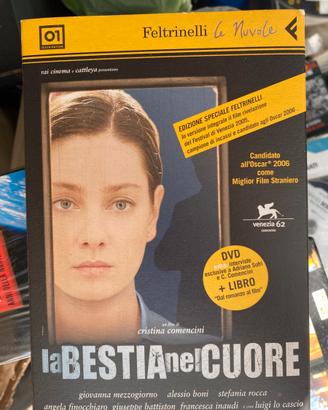 01
DISTRIBUTION
Feltrinelli Le Nuvole
rai cinema e cattleya presentano
EDIZIONE SPECIALE FELTRINELLI
In versione integrale il film rivelazione
del Festival di Venezia 2005,
campione di incassi e candidato agli Oscar 2006
Candidato
all'Oscar® 2006
come
Miglior Film Straniero
venezia 62
DVD
interviste
esclusive a Adriano Sofri
e C. Comencini
+ LIBRO
"Dal romanzo al film"
un film di
cristina comencini
la BESTIA nel CUORE
giovanna mezzogiorno alessio boni stefania rocca
angela finocchiaro giuseppe battiston francesca inaudi e con luigi lo cascio